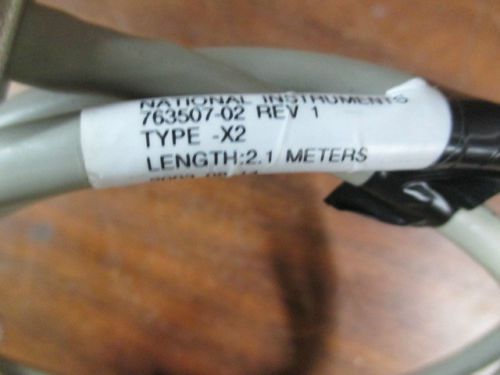 NATIONAL INSTRUMENTS
763507-02 REV 1
TYPE -X2
LENGTH:2.1 METERS